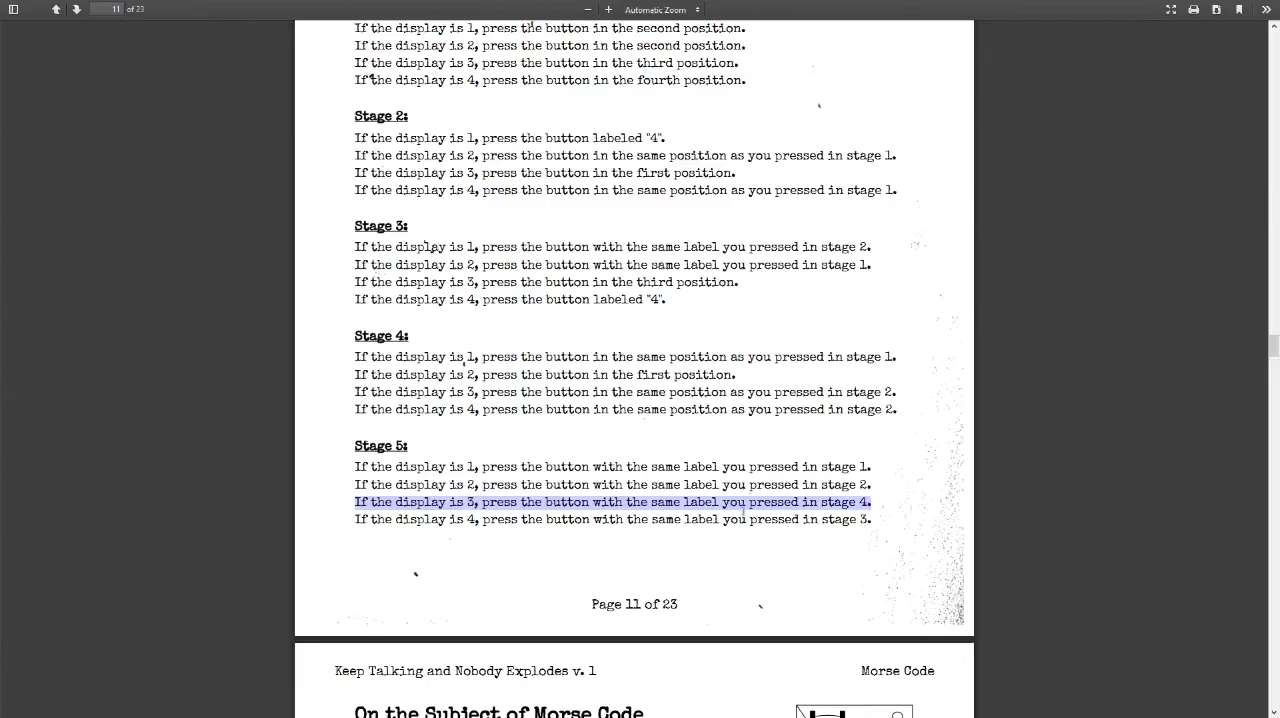 11 of 23 Automatic Zoom
If the display is 1, press the button in the second position.
If the display is 2, press the button in the second position.
If the display is 3, press the button in the third position.
If the display is 4, press the button in the fourth position.
Stage 2:
If the display is 1, press the button labeled "4".
If the display is 2, press the button in the same position as you pressed in stage 1.
If the display is 3, press the button in the first position.
If the display is 4, press the button in the same position as you pressed in stage 1.
Stage 3:
If the display is 1, press the button with the same label you pressed in stage 2.
If the display is 2, press the button with the same label you pressed in stage 1.
If the display is 3, press the button in the third position.
If the display is 4, press the button labeled "4".
Stage 4:
If the display is 1, press the button in the same position as you pressed in stage 1.
If the display is 2, press the button in the first position.
If the display is 3, press the button in the same position as you pressed in stage 2.
If the display is 4, press the button in the same position as you pressed in stage 2.
Stage 5:
If the display is 1, press the button with the same label you pressed in stage 1.
If the display is 2, press the button with the same label you pressed in stage 2.
If the display is 3, press the button with the same label you pressed in stage 4.
If the display is 4, press the button with the same label you pressed in stage 3.
Page 11 of 23
Keep Talking and Nobody Explodes v. 1 Morse Code
On the Subject of Morse Code